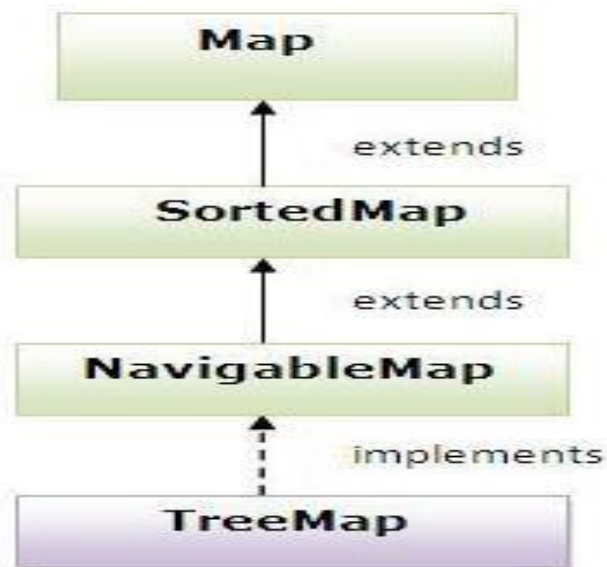 Map
extends
SortedMap
extends
NavigableMap
implements
TreeMap